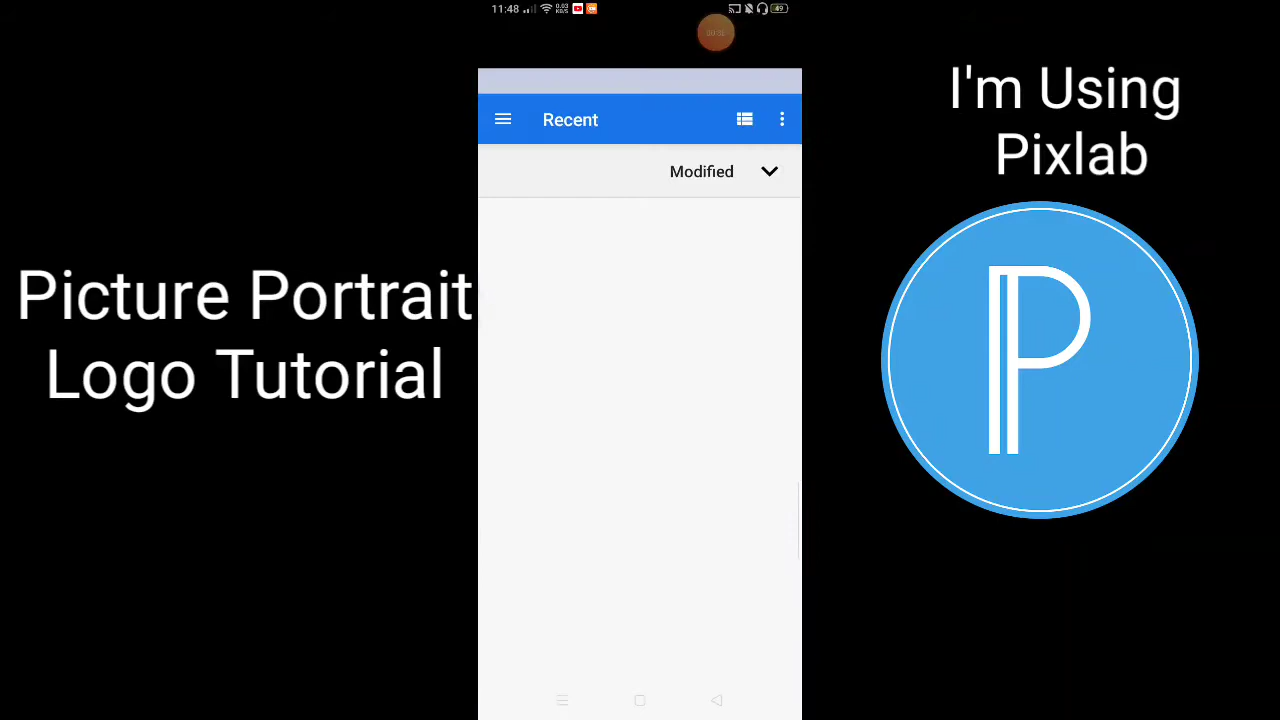 11:48
Recent
Modified
Picture Portrait
Logo Tutorial
I'm Using
Pixlab
P